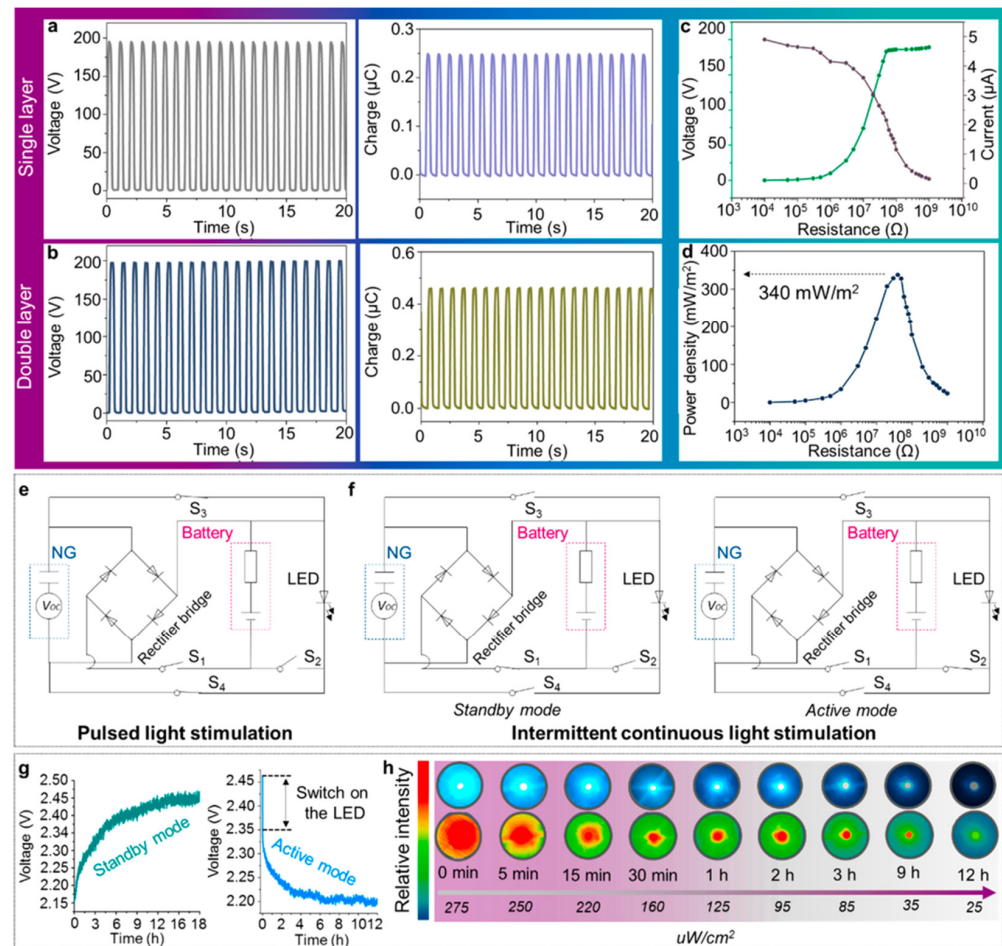 Single layer
a
Voltage (V)
200
150
100
50
0
0 5 10 15 20
Time (s)
Charge (µC)
0.3
0.2
0.1
0.0
0 5 10 15 20
Time (s)
c
Voltage (V)
200
150
100
50
0
Current (µA)
5
4
3
2
1
0
10³ 10⁴ 10⁵ 10⁶ 10⁷ 10⁸ 10⁹ 10¹⁰
Resistance (Ω)
Double layer
b
Voltage (V)
200
150
100
50
0
0 5 10 15 20
Time (s)
Charge (µC)
0.6
0.4
0.2
0.0
0 5 10 15 20
Time (s)
d
Power density (mW/m²)
400
300
200
100
0
340 mW/m²
10³ 10⁴ 10⁵ 10⁶ 10⁷ 10⁸ 10⁹ 10¹⁰
Resistance (Ω)
e
S₃
Battery
NG
V_OC
LED
Rectifier bridge
S₁
S₂
S₄
Pulsed light stimulation
f
S₃
Battery
NG
V_OC
LED
Rectifier bridge
S₁
S₂
S₄
Standby mode
S₃
Battery
NG
V_OC
LED
Rectifier bridge
S₁
S₂
S₄
Active mode
Intermittent continuous light stimulation
g
Voltage (V)
2.50
2.45
2.40
2.35
2.30
2.25
2.20
2.15
Standby mode
0 3 6 9 12 15 18
Time (h)
Voltage (V)
2.45
2.40
2.35
2.30
2.25
2.20
Switch on
the LED
Active mode
0 2 4 6 8 10 12
Time (h)
h
Relative intensity
0 min 5 min 15 min 30 min 1 h 2 h 3 h 9 h 12 h
275 250 220 160 125 95 85 35 25
uW/cm²